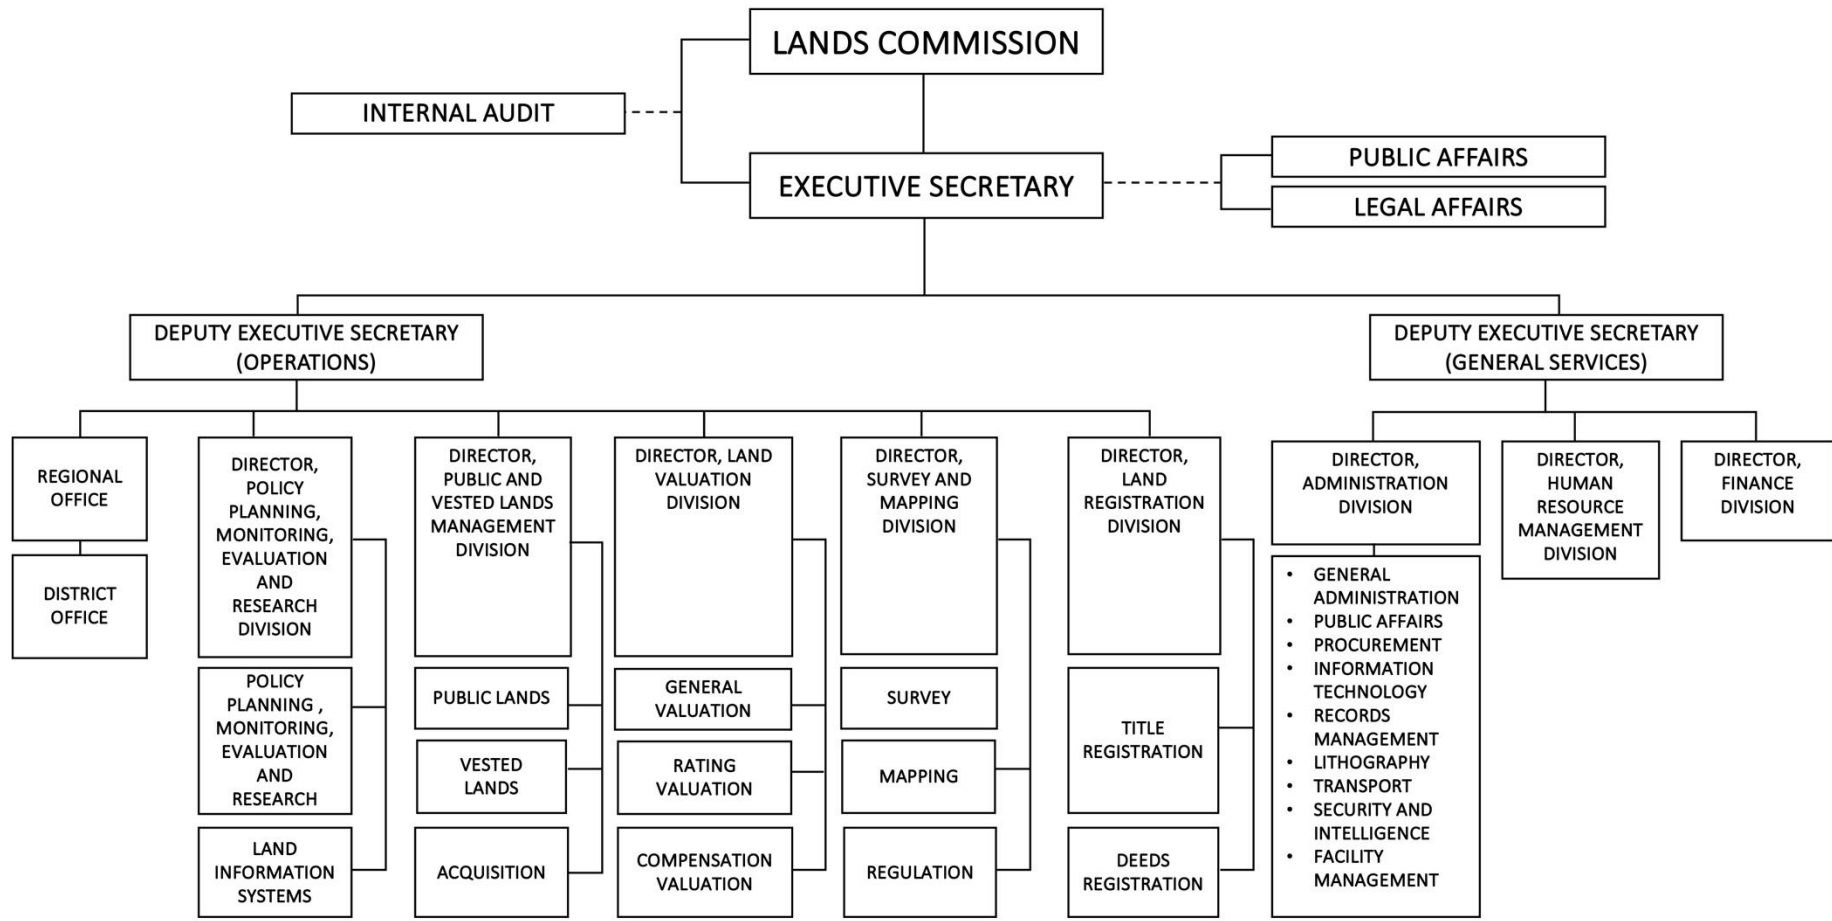 LANDS COMMISSION
INTERNAL AUDIT
EXECUTIVE SECRETARY
PUBLIC AFFAIRS
LEGAL AFFAIRS
DEPUTY EXECUTIVE SECRETARY
(OPERATIONS)
DEPUTY EXECUTIVE SECRETARY
(GENERAL SERVICES)
REGIONAL
OFFICE
DISTRICT
OFFICE
DIRECTOR,
POLICY
PLANNING,
MONITORING,
EVALUATION
AND
RESEARCH
DIVISION
POLICY
PLANNING ,
MONITORING,
EVALUATION
AND
RESEARCH
LAND
INFORMATION
SYSTEMS
DIRECTOR,
PUBLIC AND
VESTED LANDS
MANAGEMENT
DIVISION
PUBLIC LANDS
VESTED
LANDS
ACQUISITION
DIRECTOR, LAND
VALUATION
DIVISION
GENERAL
VALUATION
RATING
VALUATION
COMPENSATION
VALUATION
DIRECTOR,
SURVEY AND
MAPPING
DIVISION
SURVEY
MAPPING
REGULATION
DIRECTOR,
LAND
REGISTRATION
DIVISION
TITLE
REGISTRATION
DEEDS
REGISTRATION
DIRECTOR,
ADMINISTRATION
DIVISION
• GENERAL
ADMINISTRATION
• PUBLIC AFFAIRS
• PROCUREMENT
• INFORMATION
TECHNOLOGY
• RECORDS
MANAGEMENT
• LITHOGRAPHY
• TRANSPORT
• SECURITY AND
INTELLIGENCE
• FACILITY
MANAGEMENT
DIRECTOR,
HUMAN
RESOURCE
MANAGEMENT
DIVISION
DIRECTOR,
FINANCE
DIVISION